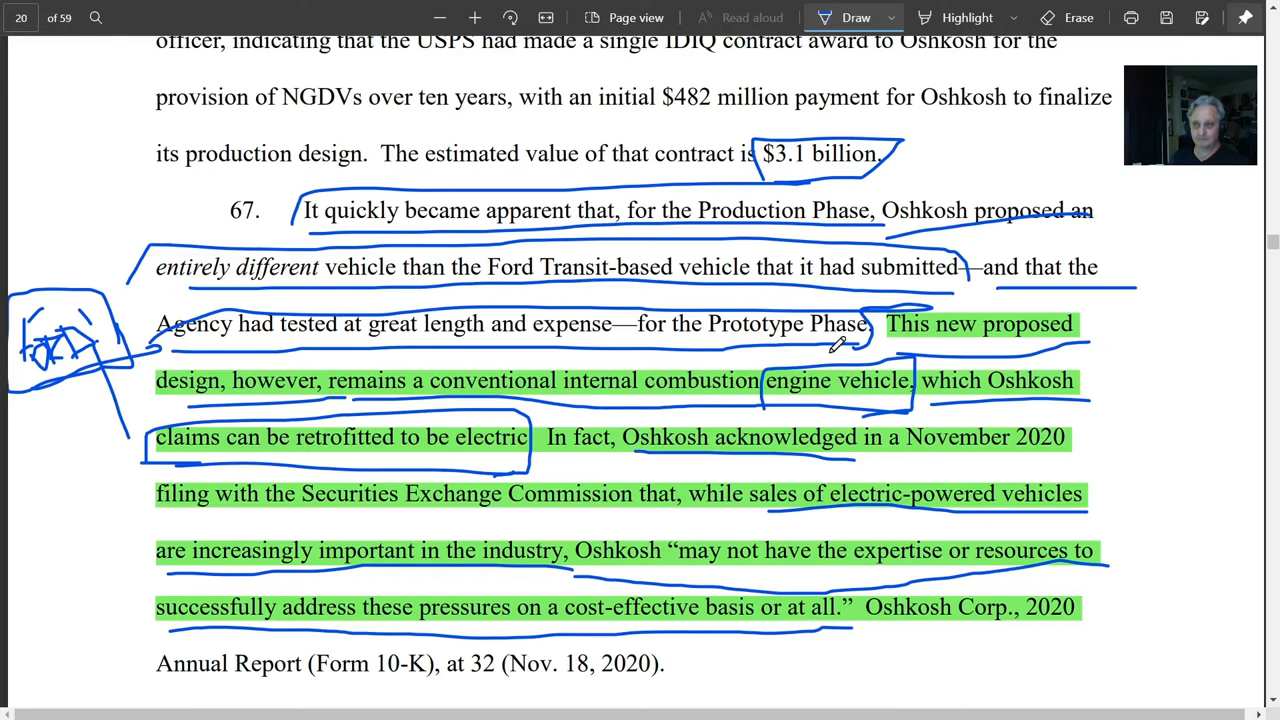 20 of 59 Page view Read aloud Draw Highlight Erase
officer, indicating that the USPS had made a single IDIQ contract award to Oshkosh for the
provision of NGDVs over ten years, with an initial $482 million payment for Oshkosh to finalize
its production design. The estimated value of that contract is $3.1 billion.
67. It quickly became apparent that, for the Production Phase, Oshkosh proposed an
entirely different vehicle than the Ford Transit-based vehicle that it had submitted—and that the
Agency had tested at great length and expense—for the Prototype Phase. This new proposed
design, however, remains a conventional internal combustion engine vehicle, which Oshkosh
claims can be retrofitted to be electric In fact, Oshkosh acknowledged in a November 2020
filing with the Securities Exchange Commission that, while sales of electric-powered vehicles
are increasingly important in the industry, Oshkosh “may not have the expertise or resources to
successfully address these pressures on a cost-effective basis or at all.” Oshkosh Corp., 2020
Annual Report (Form 10-K), at 32 (Nov. 18, 2020).